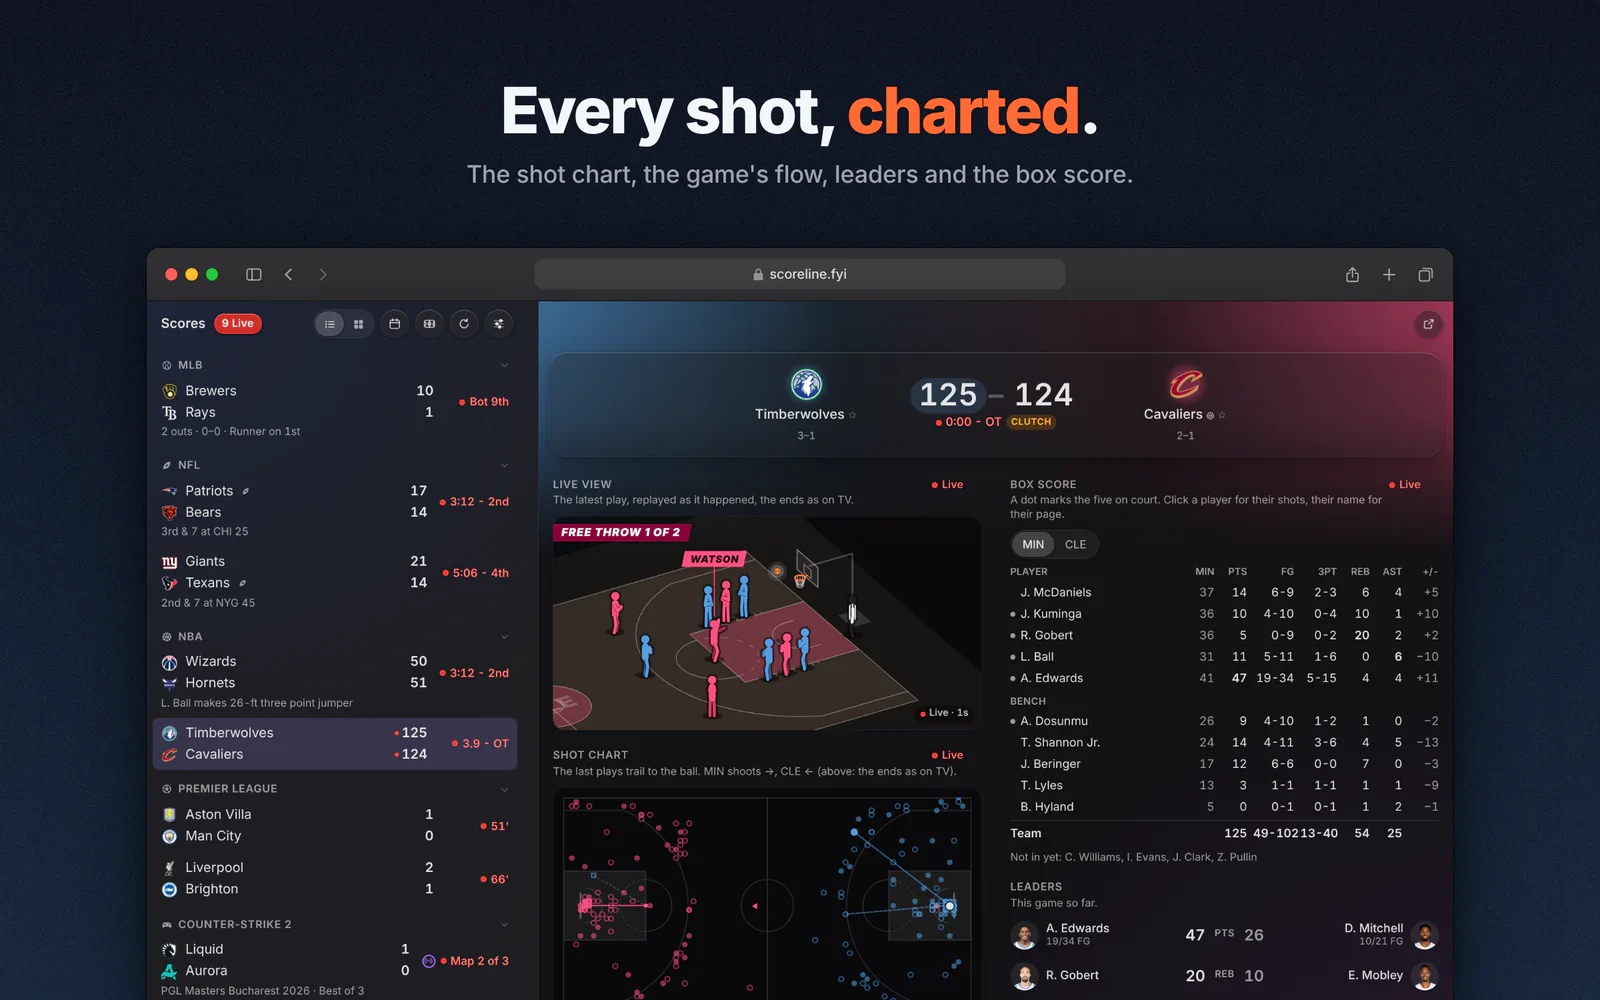 Every shot, charted.
The shot chart, the game's flow, leaders and the box score.
scoreline.fyi
Scores 9 Live
MLB
Brewers 10
Rays 1
Bot 9th
2 outs · 0–0 · Runner on 1st
NFL
Patriots 17
Bears 14
3:12 - 2nd
3rd & 7 at CHI 25
Giants 21
Texans 14
5:06 - 4th
2nd & 7 at NYG 45
NBA
Wizards 50
Hornets 51
3:12 - 2nd
L. Ball makes 26-ft three point jumper
Timberwolves 125
Cavaliers 124
3.9 - OT
PREMIER LEAGUE
Aston Villa 1
Man City 0
51'
Liverpool 2
Brighton 1
66'
COUNTER-STRIKE 2
Liquid 1
Aurora 0
Map 2 of 3
PGL Masters Bucharest 2026 · Best of 3
125 – 124
Timberwolves
3–1
0:00 - OT CLUTCH
Cavaliers
2–1
LIVE VIEW Live
The latest play, replayed as it happened, the ends as on TV.
FREE THROW 1 OF 2
WATSON
Live · 1s
SHOT CHART Live
The last plays trail to the ball. MIN shoots →, CLE ← (above: the ends as on TV).
BOX SCORE Live
A dot marks the five on court. Click a player for their shots, their name for
their page.
MIN CLE
PLAYER MIN PTS FG 3PT REB AST +/-
J. McDaniels 37 14 6-9 2-3 6 4 +5
J. Kuminga 36 10 4-10 0-4 10 1 +10
R. Gobert 36 5 0-9 0-2 20 2 +2
L. Ball 31 11 5-11 1-6 0 6 −10
A. Edwards 41 47 19-34 5-15 4 4 +11
BENCH
A. Dosunmu 26 9 4-10 1-2 1 0 −2
T. Shannon Jr. 24 14 4-11 3-6 4 5 −13
J. Beringer 17 12 6-6 0-0 7 0 −3
T. Lyles 13 3 1-1 1-1 1 1 −9
B. Hyland 5 0 0-1 0-1 1 2 −1
Team 125 49-102 13-40 54 25
Not in yet: C. Williams, I. Evans, J. Clark, Z. Pullin
LEADERS
This game so far.
A. Edwards 47 PTS 26 D. Mitchell
19/34 FG 10/21 FG
R. Gobert 20 REB 10 E. Mobley